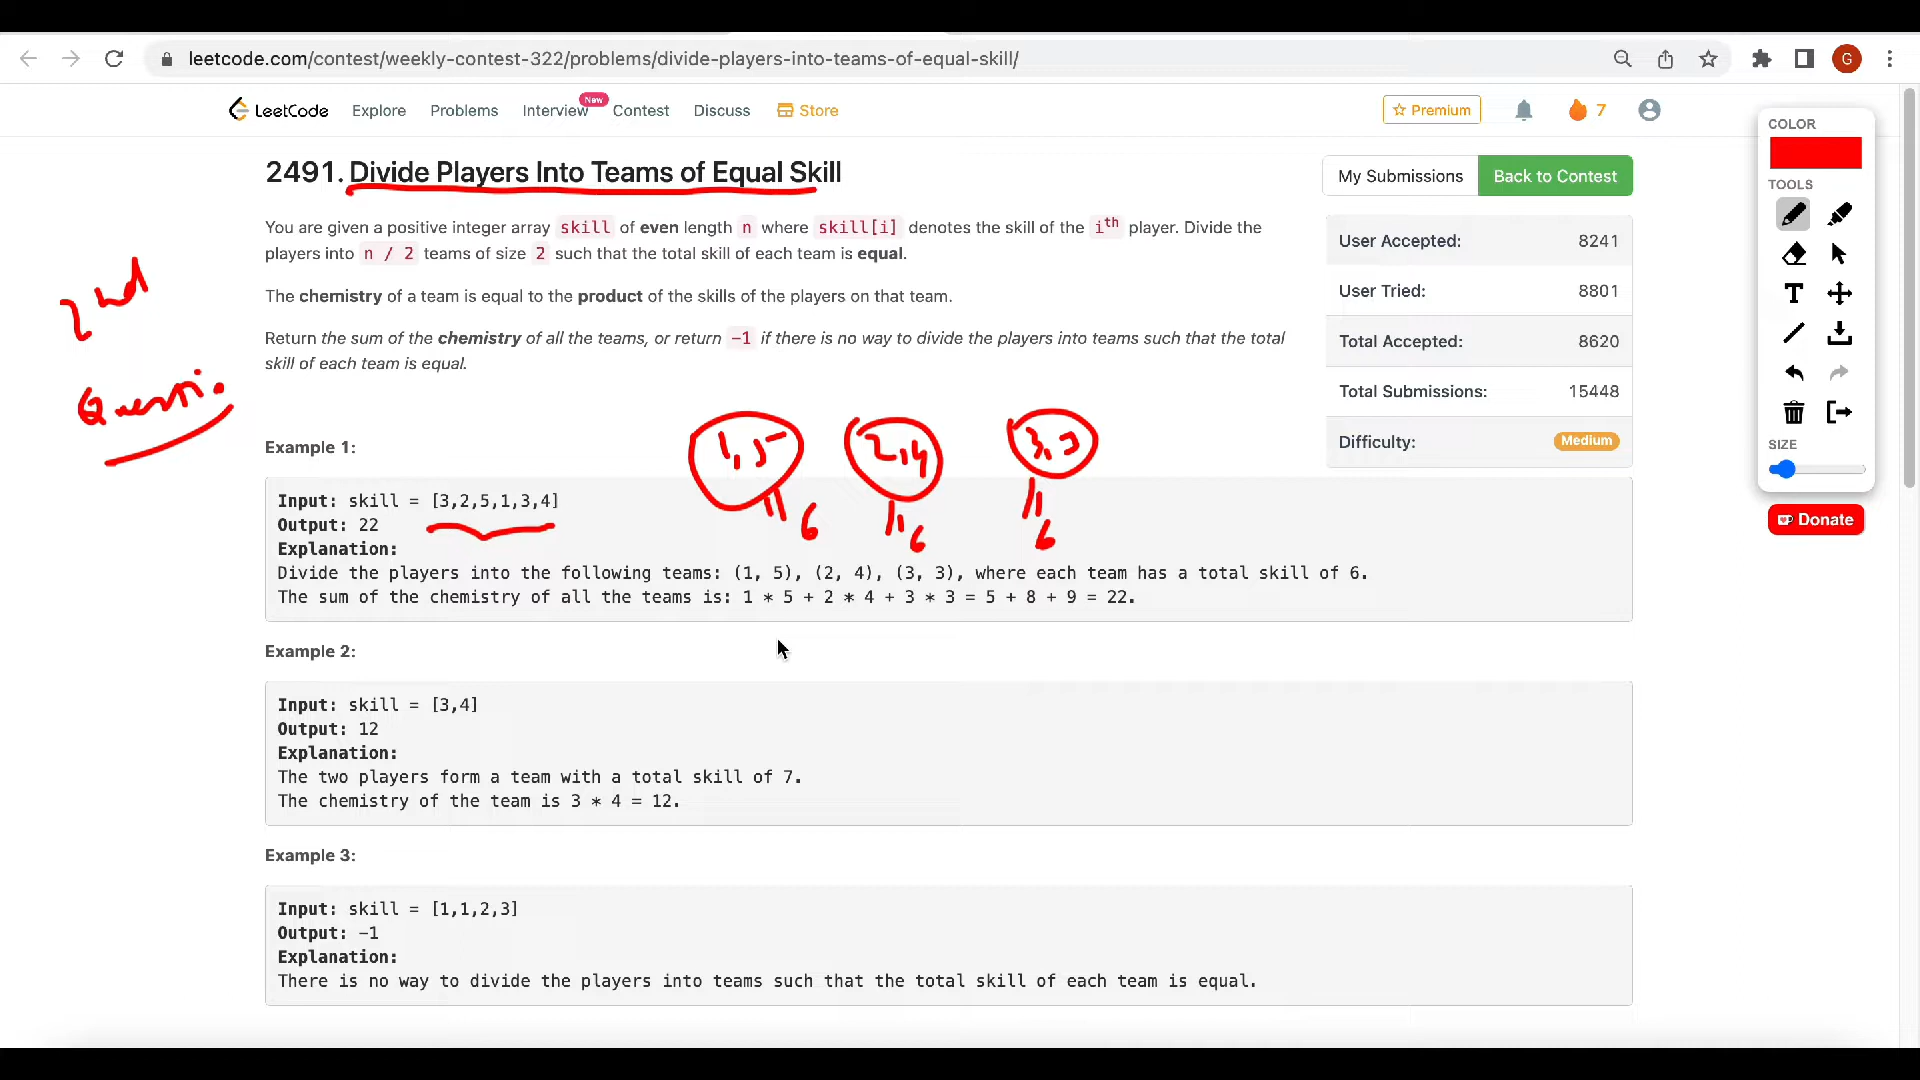 leetcode.com/contest/weekly-contest-322/problems/divide-players-into-teams-of-equal-skill/
G
LeetCode Explore Problems Interview New Contest Discuss Store
Premium 7
2491. Divide Players Into Teams of Equal Skill
My Submissions Back to Contest
You are given a positive integer array skill of even length n where skill[i] denotes the skill of the ith player. Divide the
players into n / 2 teams of size 2 such that the total skill of each team is equal.
The chemistry of a team is equal to the product of the skills of the players on that team.
Return the sum of the chemistry of all the teams, or return -1 if there is no way to divide the players into teams such that the total
skill of each team is equal.
User Accepted: 8241
User Tried: 8801
Total Accepted: 8620
Total Submissions: 15448
Difficulty: Medium
2nd
Questi
1,5 2,4 3,3
6 6 6
Example 1:
Input: skill = [3,2,5,1,3,4]
Output: 22
Explanation:
Divide the players into the following teams: (1, 5), (2, 4), (3, 3), where each team has a total skill of 6.
The sum of the chemistry of all the teams is: 1 * 5 + 2 * 4 + 3 * 3 = 5 + 8 + 9 = 22.
Example 2:
Input: skill = [3,4]
Output: 12
Explanation:
The two players form a team with a total skill of 7.
The chemistry of the team is 3 * 4 = 12.
Example 3:
Input: skill = [1,1,2,3]
Output: -1
Explanation:
There is no way to divide the players into teams such that the total skill of each team is equal.
COLOR
TOOLS
T
SIZE
Donate